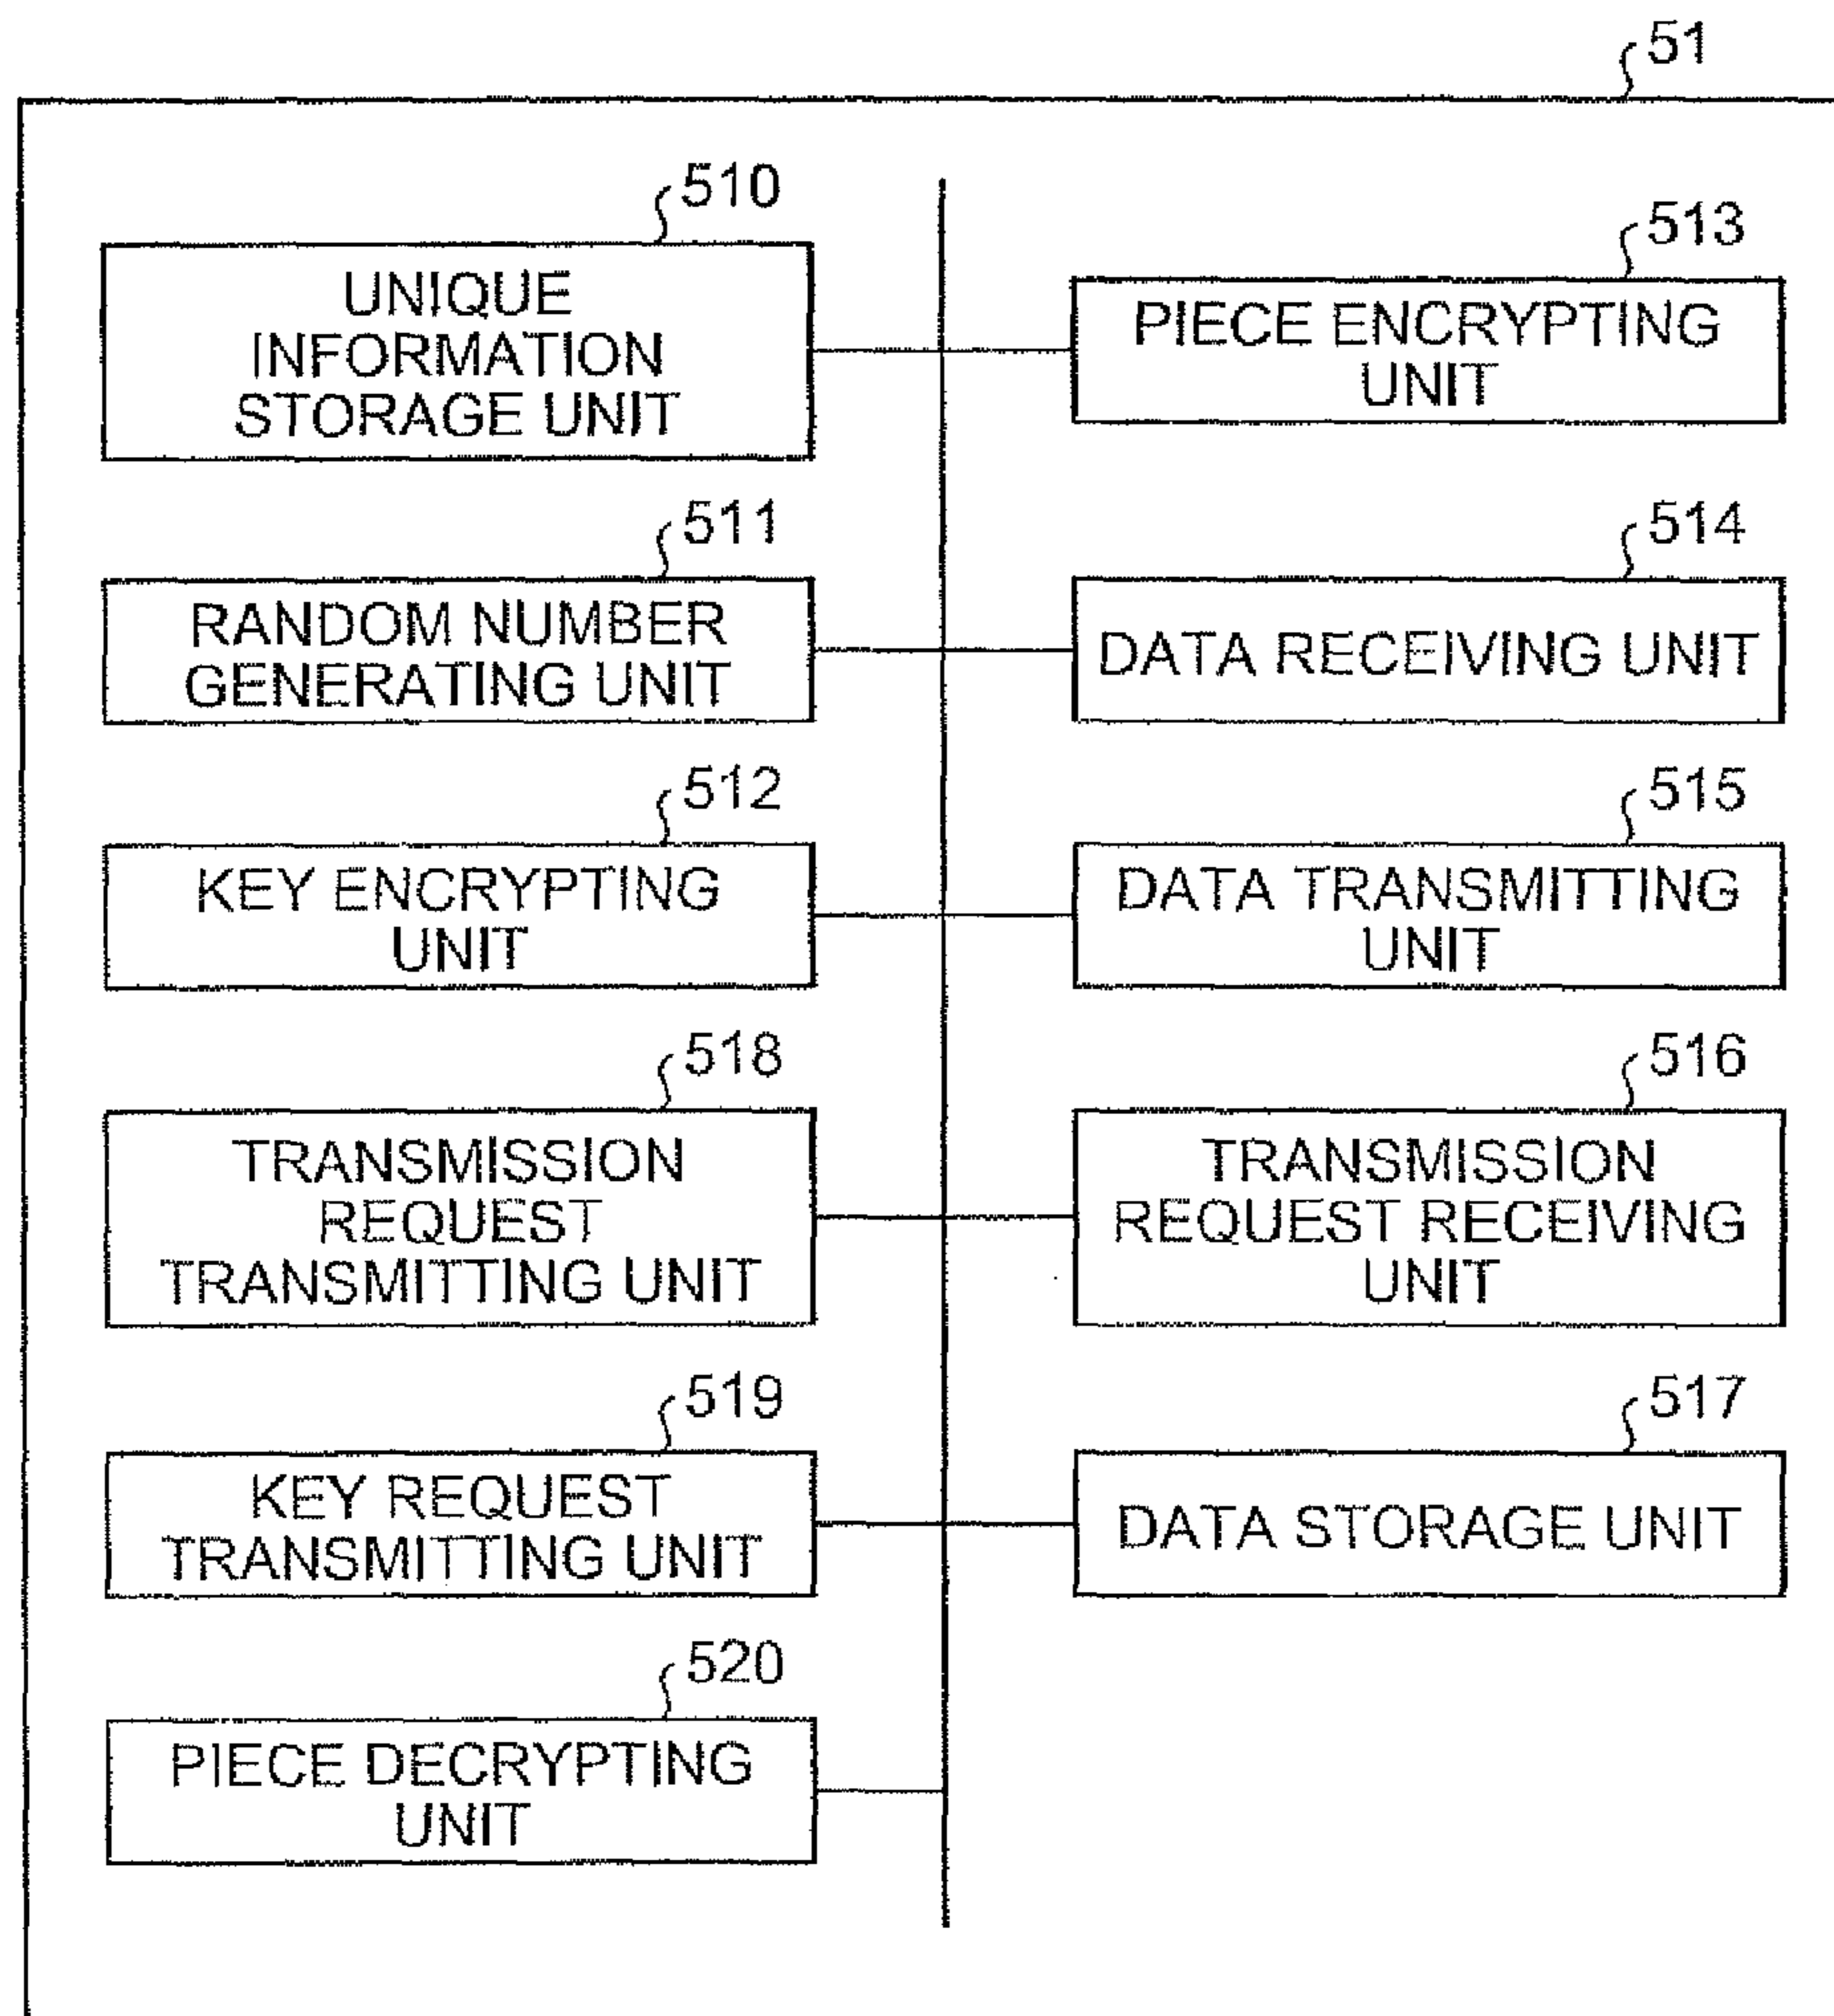 51
510
UNIQUE
INFORMATION
STORAGE UNIT
513
PIECE ENCRYPTING
UNIT
511
RANDOM NUMBER
GENERATING UNIT
514
DATA RECEIVING UNIT
512
KEY ENCRYPTING
UNIT
515
DATA TRANSMITTING
UNIT
518
TRANSMISSION
REQUEST
TRANSMITTING UNIT
516
TRANSMISSION
REQUEST RECEIVING
UNIT
519
KEY REQUEST
TRANSMITTING UNIT
517
DATA STORAGE UNIT
520
PIECE DECRYPTING
UNIT